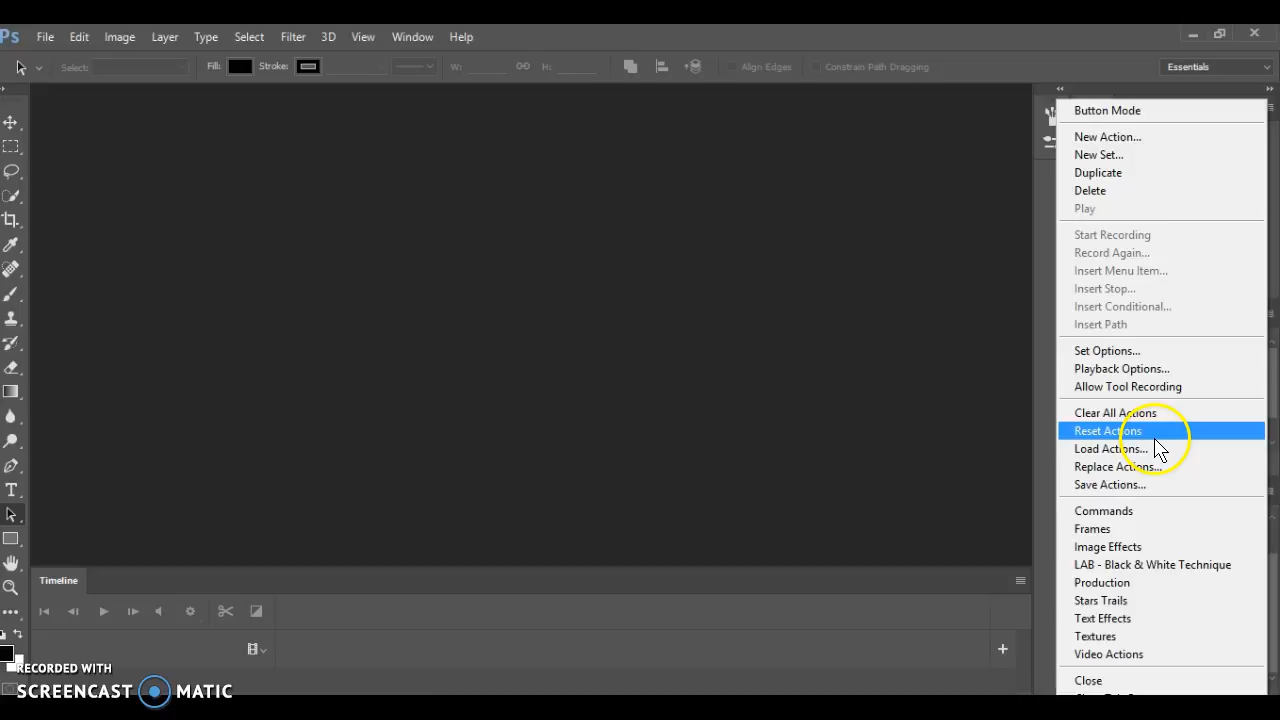 Ps File Edit Image Layer Type Select Filter 3D View Window Help
Select: Fill: Stroke: W: H: Align Edges Constrain Path Dragging Essentials
Button Mode
New Action...
New Set...
Duplicate
Delete
Play
Start Recording
Record Again...
Insert Menu Item...
Insert Stop...
Insert Conditional...
Insert Path
Set Options...
Playback Options...
Allow Tool Recording
Clear All Actions
Reset Actions
Load Actions...
Replace Actions...
Save Actions...
Commands
Frames
Image Effects
LAB - Black & White Technique
Production
Stars Trails
Text Effects
Textures
Video Actions
Close
Timeline
RECORDED WITH
SCREENCAST MATIC